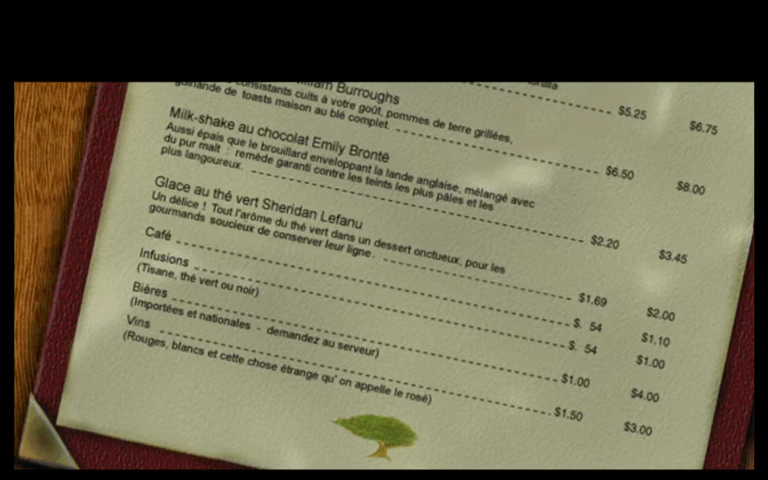 Burroughs
consistants cuits à votre goût, pommes de terre grillées, $5.25 $6.75
de toasts maison au blé complet. $6.50 $8.00
Milk-shake au chocolat Emily Brontë
Aussi épais que le brouillard enveloppant la lande anglaise, mélangé avec
du pur malt : remède garanti contre les teints les plus pâles et les
plus langoureux. $2.20 $3.45
Glace au thé vert Sheridan Lefanu
Un délice ! Tout l'arôme du thé vert dans un dessert onctueux, pour les
gourmands soucieux de conserver leur ligne. $1.69 $2.00
Café $. 54 $1.10
Infusions $. 54 $1.00
(Tisane, thé vert ou noir)
Bières $1.00 $4.00
(Importées et nationales - demandez au serveur)
Vins $1.50 $3.00
(Rouges, blancs et cette chose étrange qu' on appelle le rosé)